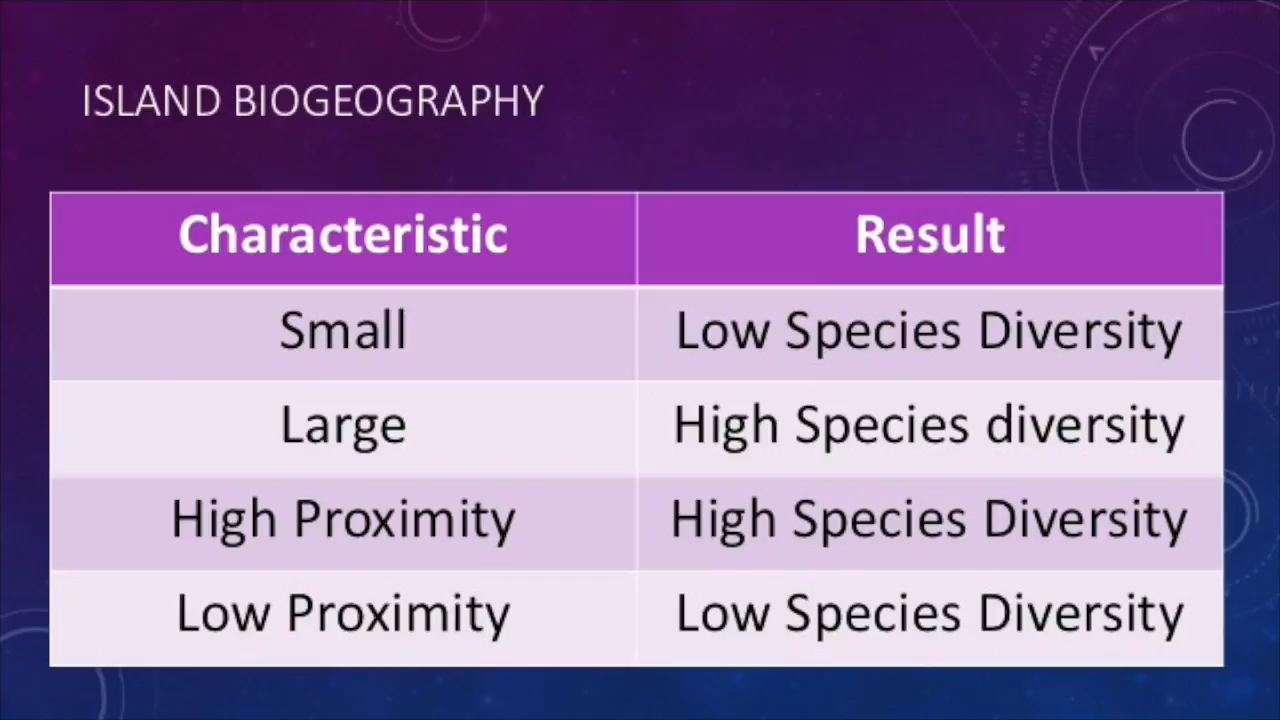 ISLAND BIOGEOGRAPHY
Characteristic Result
Small Low Species Diversity
Large High Species diversity
High Proximity High Species Diversity
Low Proximity Low Species Diversity